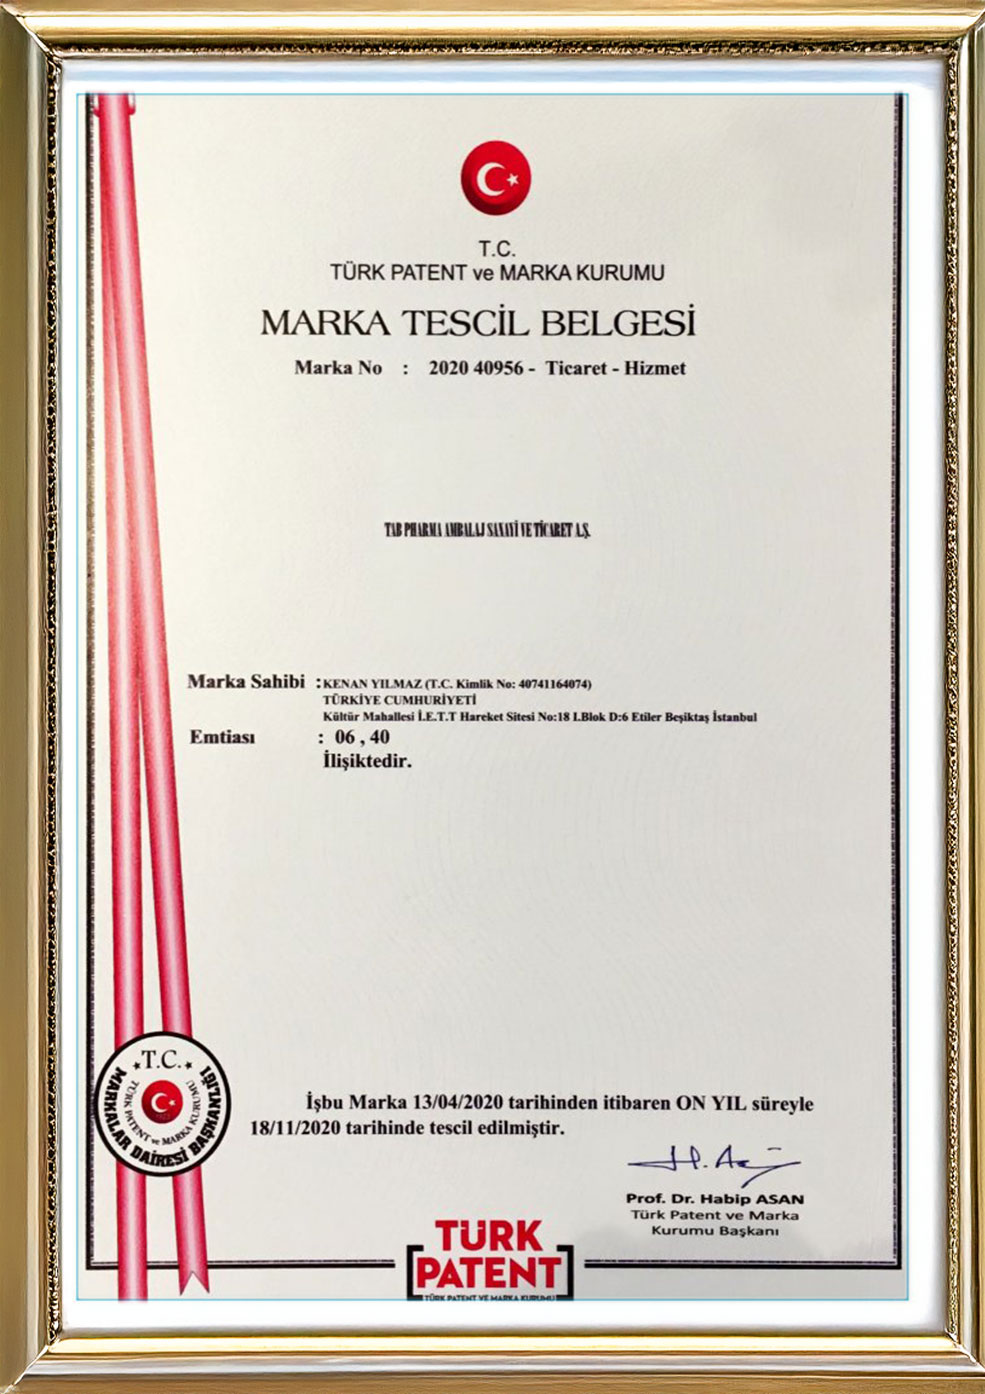 T.C.
TÜRK PATENT ve MARKA KURUMU
MARKA TESCİL BELGESİ
Marka No : 2020 40956 - Ticaret - Hizmet
TAB PHARMA AMBALAJ SANAYİ VE TİCARET A.Ş.
Marka Sahibi : KENAN YILMAZ (T.C. Kimlik No: 40741164074)
TÜRKİYE CUMHURİYETİ
Kültür Mahallesi İ.E.T.T Hareket Sitesi No:18 I.Blok D:6 Etiler Beşiktaş İstanbul
Emtiası : 06 , 40
İlişiktedir.
T.C.
TÜRK PATENT ve MARKA KURUMU
MARKALAR DAİRESİ BAŞKANLIĞI
İşbu Marka 13/04/2020 tarihinden itibaren ON YIL süreyle
18/11/2020 tarihinde tescil edilmiştir.
Prof. Dr. Habip ASAN
Türk Patent ve Marka
Kurumu Başkanı
TÜRK
PATENT
TÜRK PATENT VE MARKA KURUMU